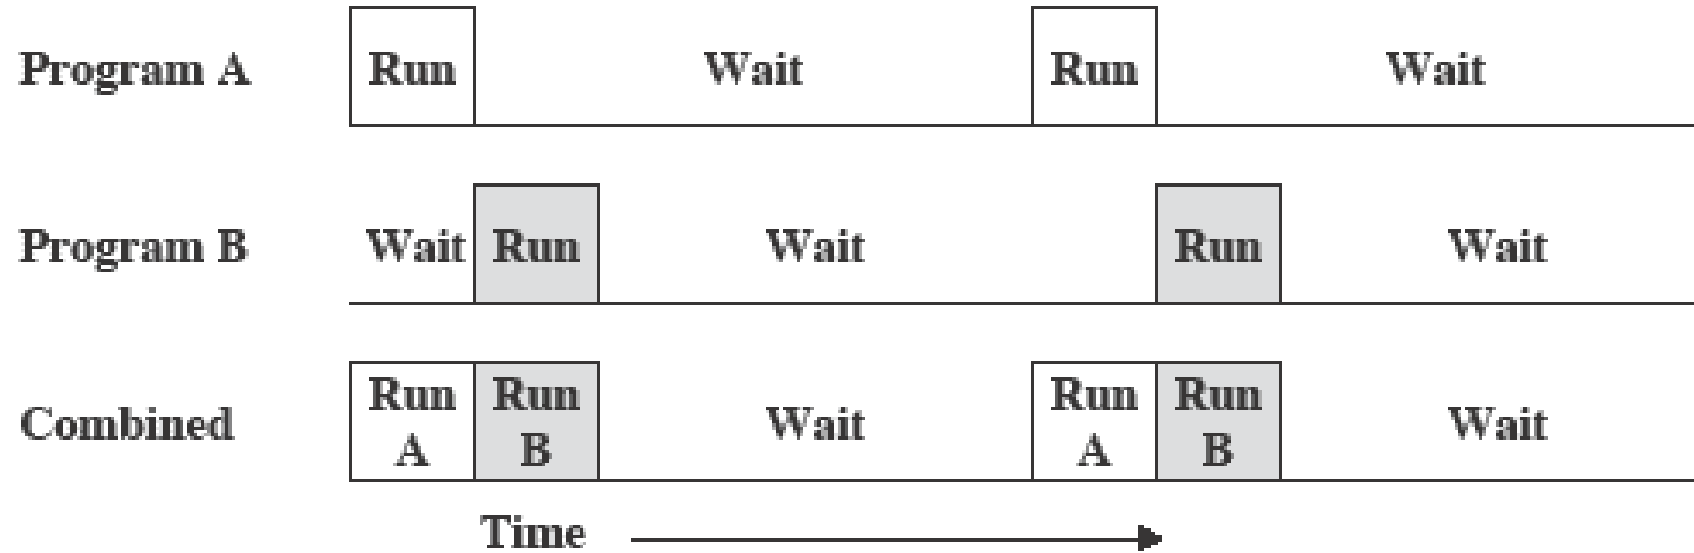 Program A Run Wait Run Wait
Program B Wait Run Wait Run Wait
Combined Run A Run B Wait Run A Run B Wait
Time